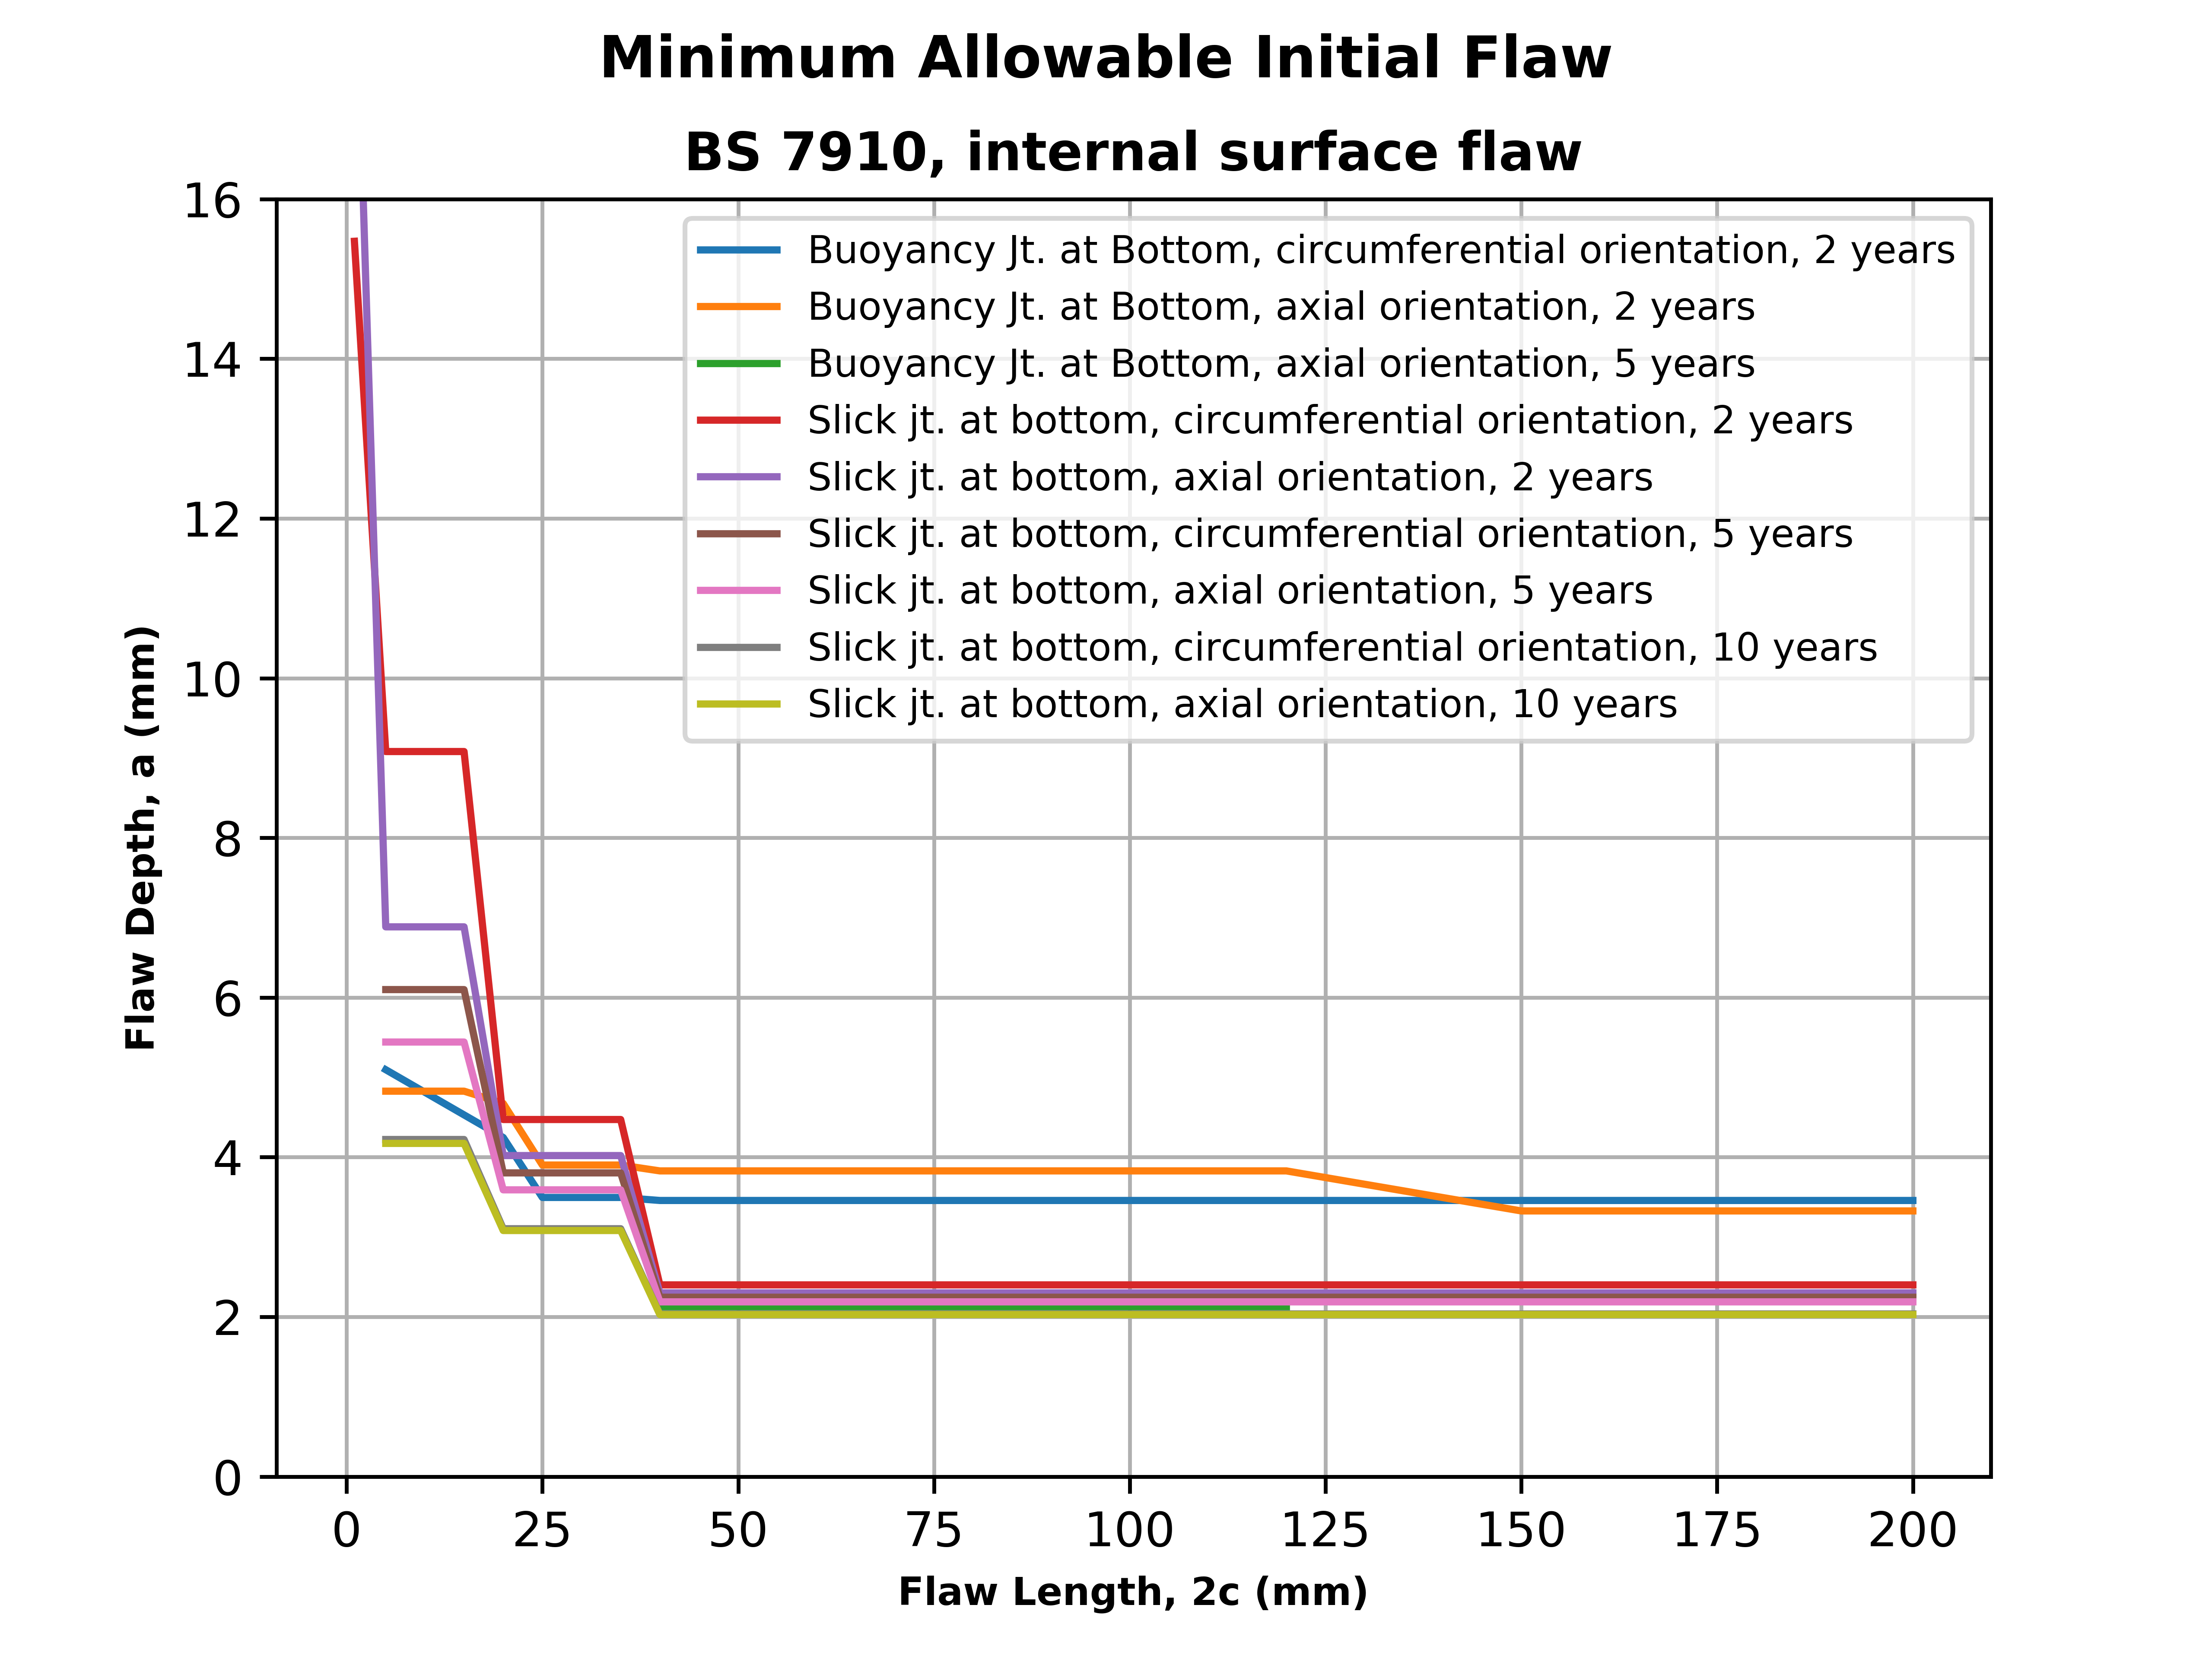 Minimum Allowable Initial Flaw
BS 7910, internal surface flaw
16
14
12
10
8
6
4
2
0
Flaw Depth, a (mm)
Buoyancy Jt. at Bottom, circumferential orientation, 2 years
Buoyancy Jt. at Bottom, axial orientation, 2 years
Buoyancy Jt. at Bottom, axial orientation, 5 years
Slick jt. at bottom, circumferential orientation, 2 years
Slick jt. at bottom, axial orientation, 2 years
Slick jt. at bottom, circumferential orientation, 5 years
Slick jt. at bottom, axial orientation, 5 years
Slick jt. at bottom, circumferential orientation, 10 years
Slick jt. at bottom, axial orientation, 10 years
0 25 50 75 100 125 150 175 200
Flaw Length, 2c (mm)